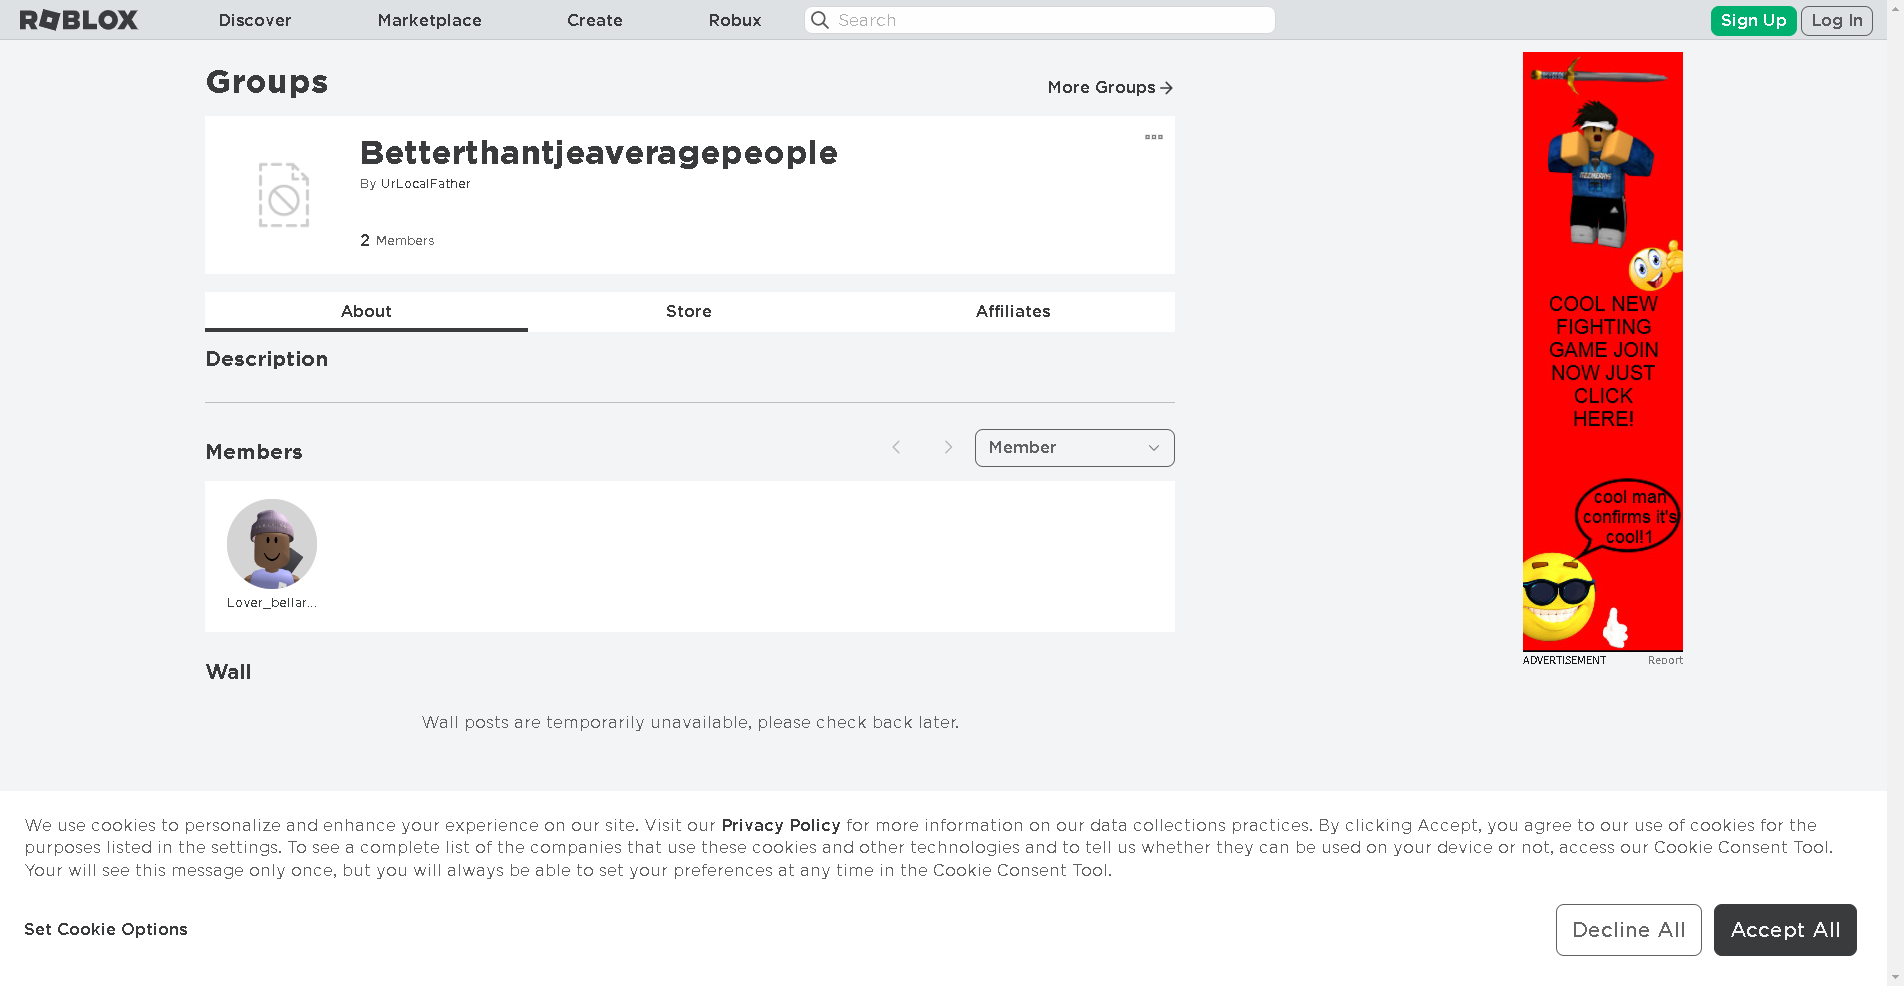 ROBLOX
Discover
Marketplace
Create
Robux
Search
Sign Up
Log In
Groups
More Groups
Betterthantjeaveragepeople
By UrLocalFather
2 Members
About
Store
Affiliates
Description
Members
Member
Lover_bellar...
Wall
Wall posts are temporarily unavailable, please check back later.
COOL NEW
FIGHTING
GAME JOIN
NOW JUST
CLICK
HERE!
cool man
confirms it's
cool!1
ADVERTISEMENT
Report
We use cookies to personalize and enhance your experience on our site. Visit our Privacy Policy for more information on our data collections practices. By clicking Accept, you agree to our use of cookies for the
purposes listed in the settings. To see a complete list of the companies that use these cookies and other technologies and to tell us whether they can be used on your device or not, access our Cookie Consent Tool.
Your will see this message only once, but you will always be able to set your preferences at any time in the Cookie Consent Tool.
Set Cookie Options
Decline All
Accept All